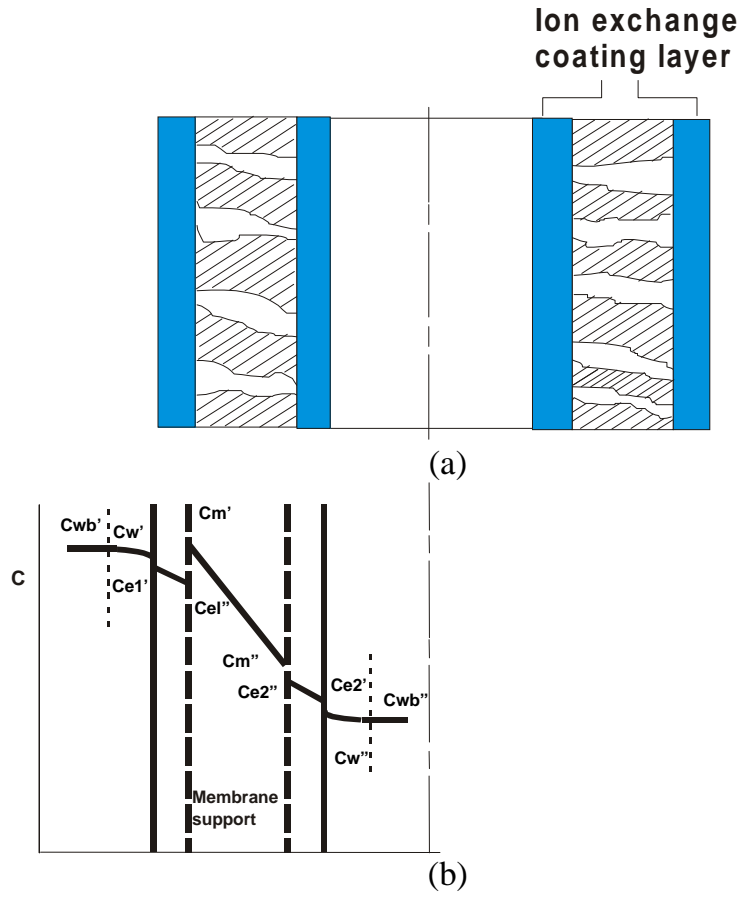 Ion exchange
coating layer
(a)
Cwb’
Cw’
Cm’
C
Ce1’
Cel”
Cm”
Ce2”
Ce2’
Cwb”
Cw”
Membrane
support
(b)